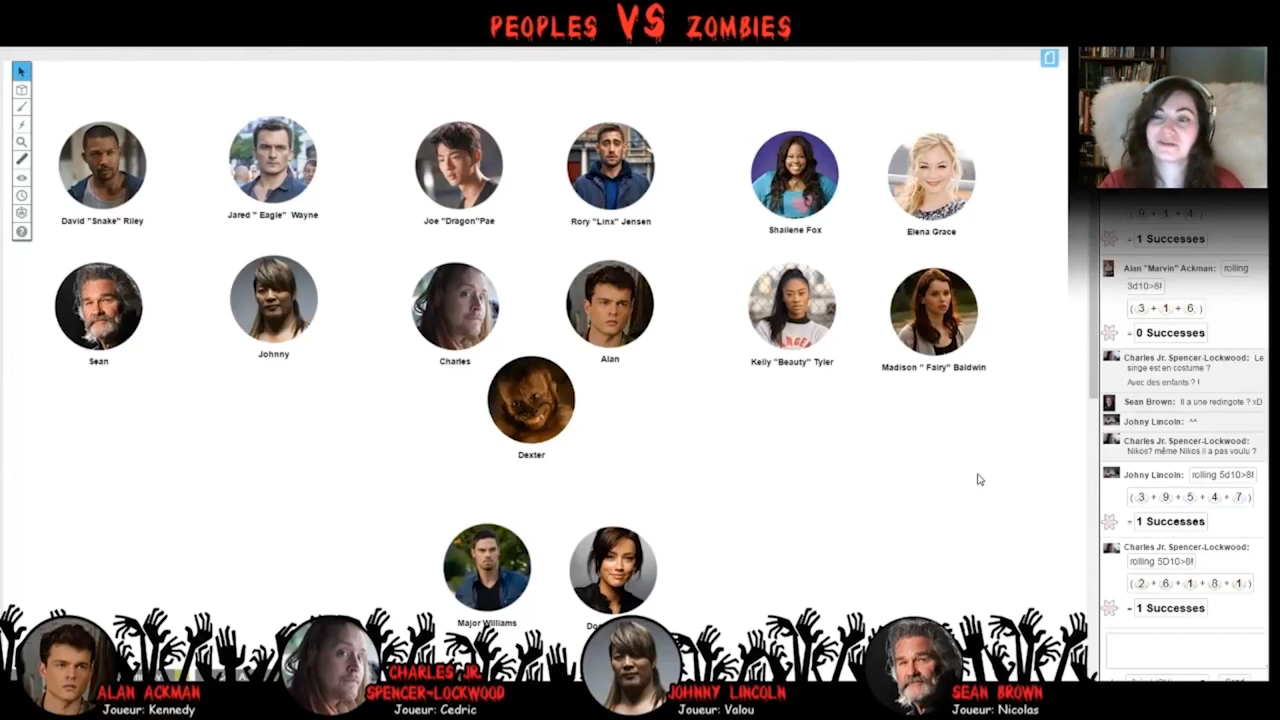 PEOPLES VS ZOMBIES
David "Snake" Riley
Jared " Eagle" Wayne
Joe "Dragon"Pae
Rory "Linx" Jensen
Shailene Fox
Elena Grace
Sean
Johnny
Charles
Alan
Kelly "Beauty" Tyler
Madison " Fairy" Baldwin
Dexter
Major Williams
( 9 + 1 + 4 )
= 1 Successes
Alan "Marvin" Ackman: rolling
3d10>8!
( 3 + 1 + 6 )
= 0 Successes
Charles Jr. Spencer-Lockwood: Le
singe est en costume ?
Avec des enfants ? !
Sean Brown: Il a une redingote ? xD
Johny Lincoln: ^^
Charles Jr. Spencer-Lockwood:
Nikos? même Nikos il a pas voulu ?
Johny Lincoln: rolling 5d10>8!
( 3 + 9 + 5 + 4 + 7 )
= 1 Successes
Charles Jr. Spencer-Lockwood:
rolling 5D10>6!
( 2 + 6 + 1 + 8 + 1 )
= 1 Successes
ALAN ACKMAN
Joueur: Kennedy
CHARLES JR.
SPENCER-LOCKWOOD
Joueur: Cedric
JOHNNY LINCOLN
Joueur: Valou
SEAN BROWN
Joueur: Nicolas